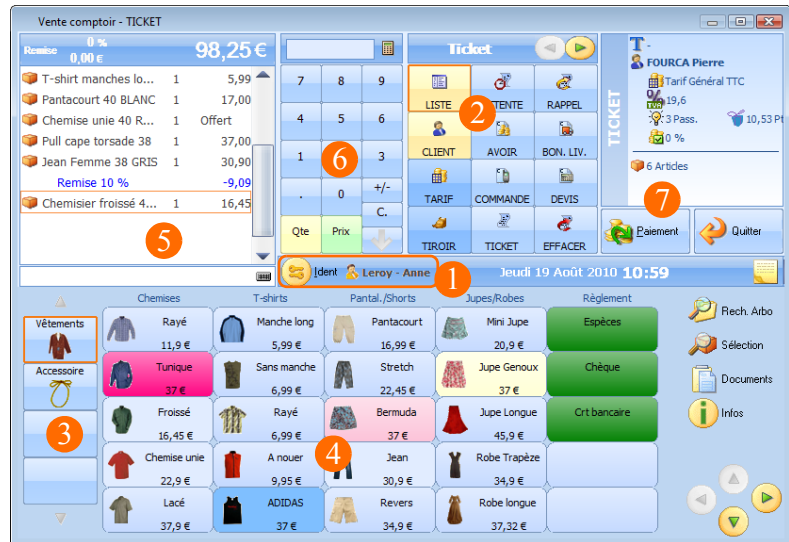 Vente comptoir - TICKET
Remise 0 % 98,25 €
0,00 €
T-shirt manches lo... 1 5,99
Pantacourt 40 BLANC 1 17,00
Chemise unie 40 R... 1 Offert
Pull cape torsade 38 1 37,00
Jean Femme 38 GRIS 1 30,90
Remise 10 % -9,09
Chemisier froissé 4... 1 16,45
5
7 8 9
4 5 6
1 6 3
. 0 +/-
C.
Qte Prix
Ticket
LISTE 2 TENTE RAPPEL
CLIENT AVOIR BON. LIV.
TARIF COMMANDE DEVIS
TIROIR TICKET EFFACER
TICKET
T -
FOURCA Pierre
Tarif Général TTC
19,6
3 Pass. 10,53 Pt
0 %
6 Articles
7
Paiement Quitter
Ident Leroy - Anne 1 Jeudi 19 Août 2010 10:59
Chemises T-shirts Pantal./Shorts Jupes/Robes Règlement
Vêtements
Accessoire
3
Rayé Manche long Pantacourt Mini Jupe Espèces
11,9 € 5,99 € 16,99 € 20,9 €
Tunique Sans manche Stretch Jupe Genoux Chèque
37 € 6,99 € 22,45 € 37 €
Froissé Rayé Bermuda Jupe Longue Crt bancaire
16,45 € 6,99 € 37 € 45,9 €
Chemise unie A nouer 4 Jean Robe Trapèze
22,9 € 9,95 € 30,9 € 34,9 €
Lacé ADIDAS Revers Robe longue
37,9 € 37 € 34,9 € 37,32 €
Rech. Arbo
Sélection
Documents
Infos